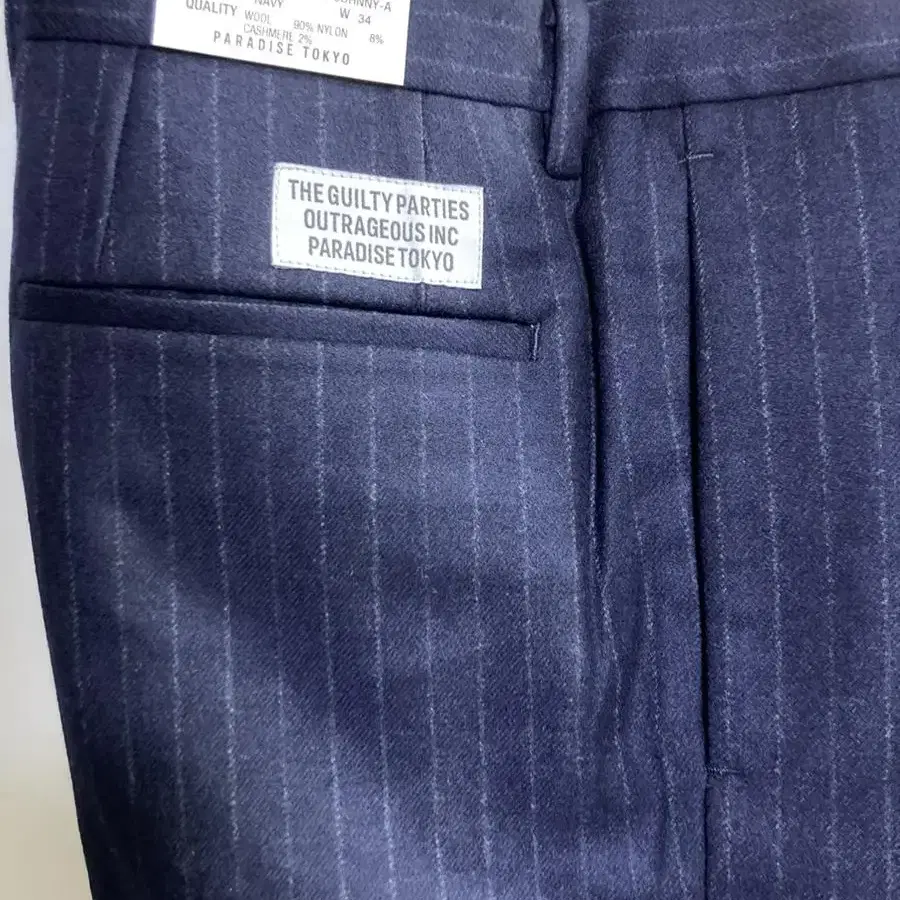 NAVY
W 34
QUALITY WOOL 90% NYLON 8%
CASHMERE 2%
PARADISE TOKYO
THE GUILTY PARTIES
OUTRAGEOUS INC
PARADISE TOKYO